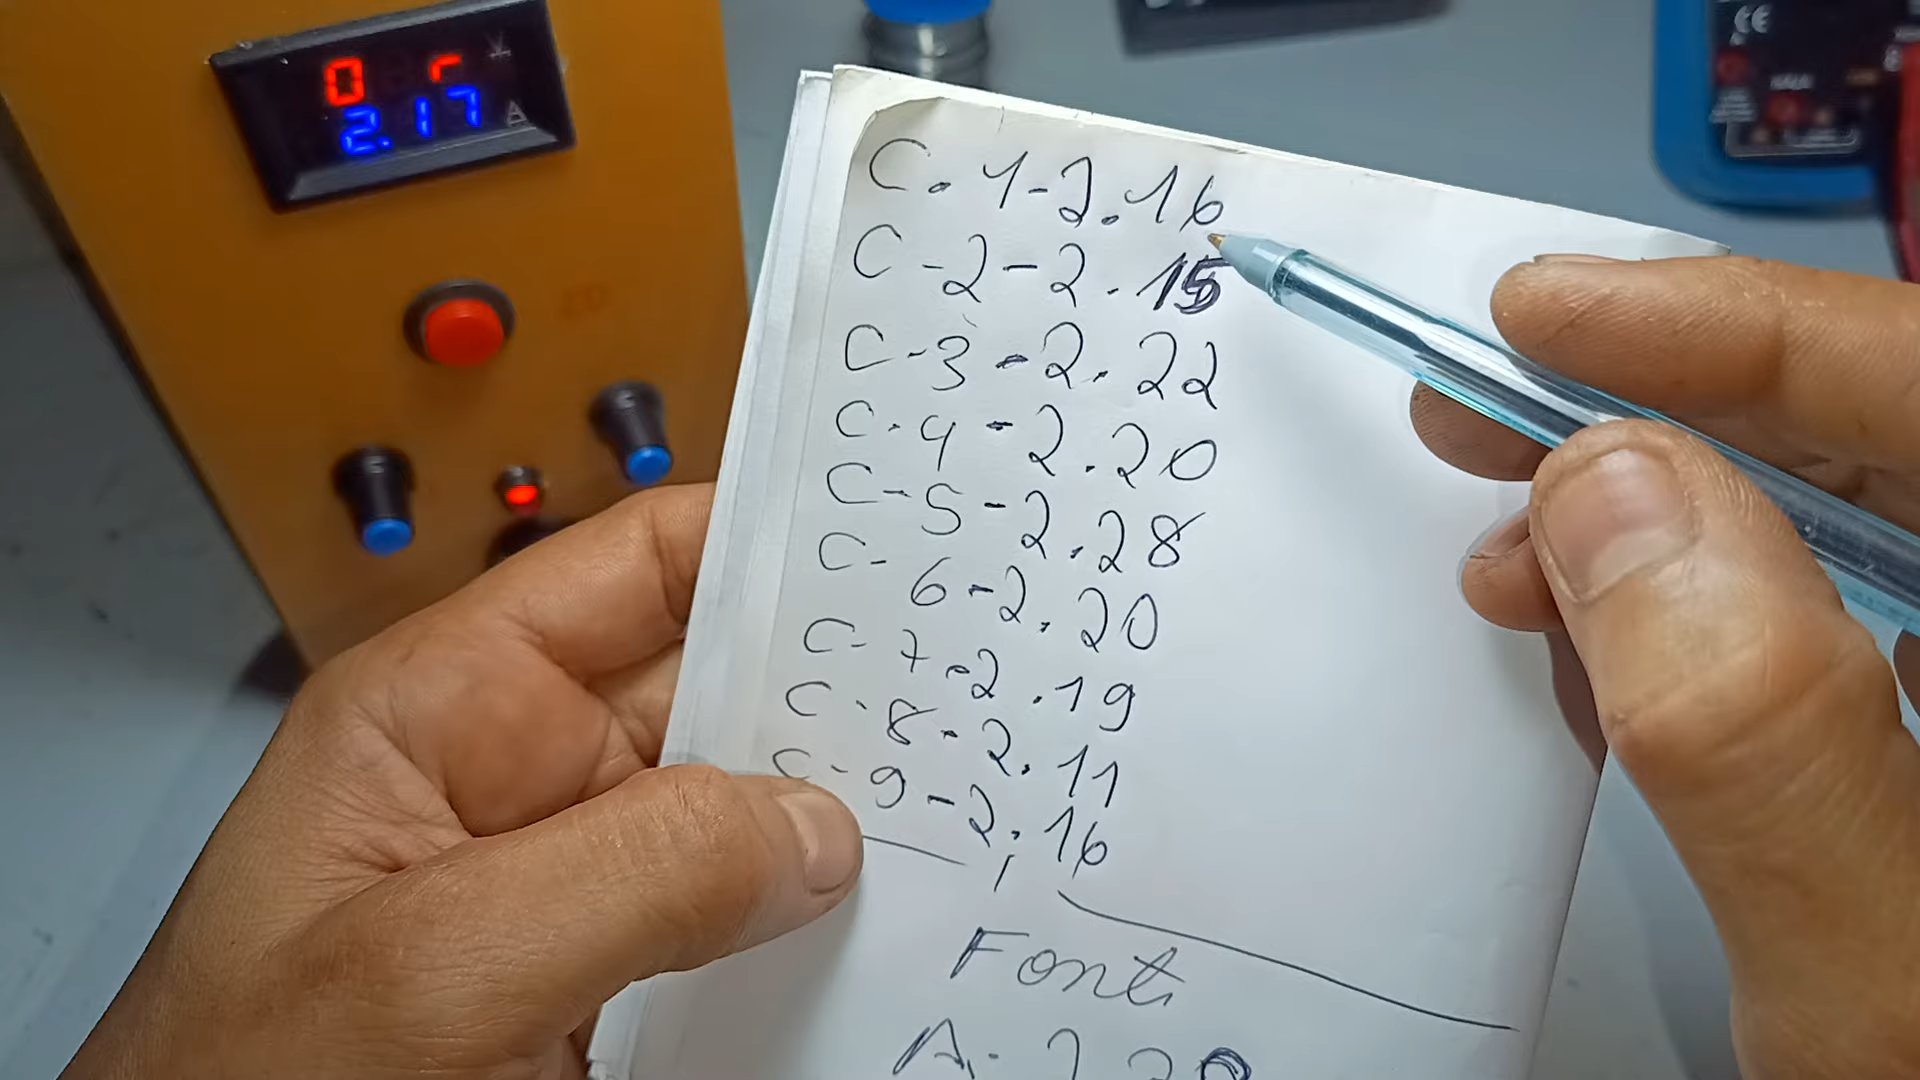 0
V
2.17 A
C.1-2.16
C-2-2.15
C-3-2.22
C.4-2.20
C-5-2.28
C-6-2.20
C-7-2.19
C.8-2.11
C-9-2.16
Font
A.
CE